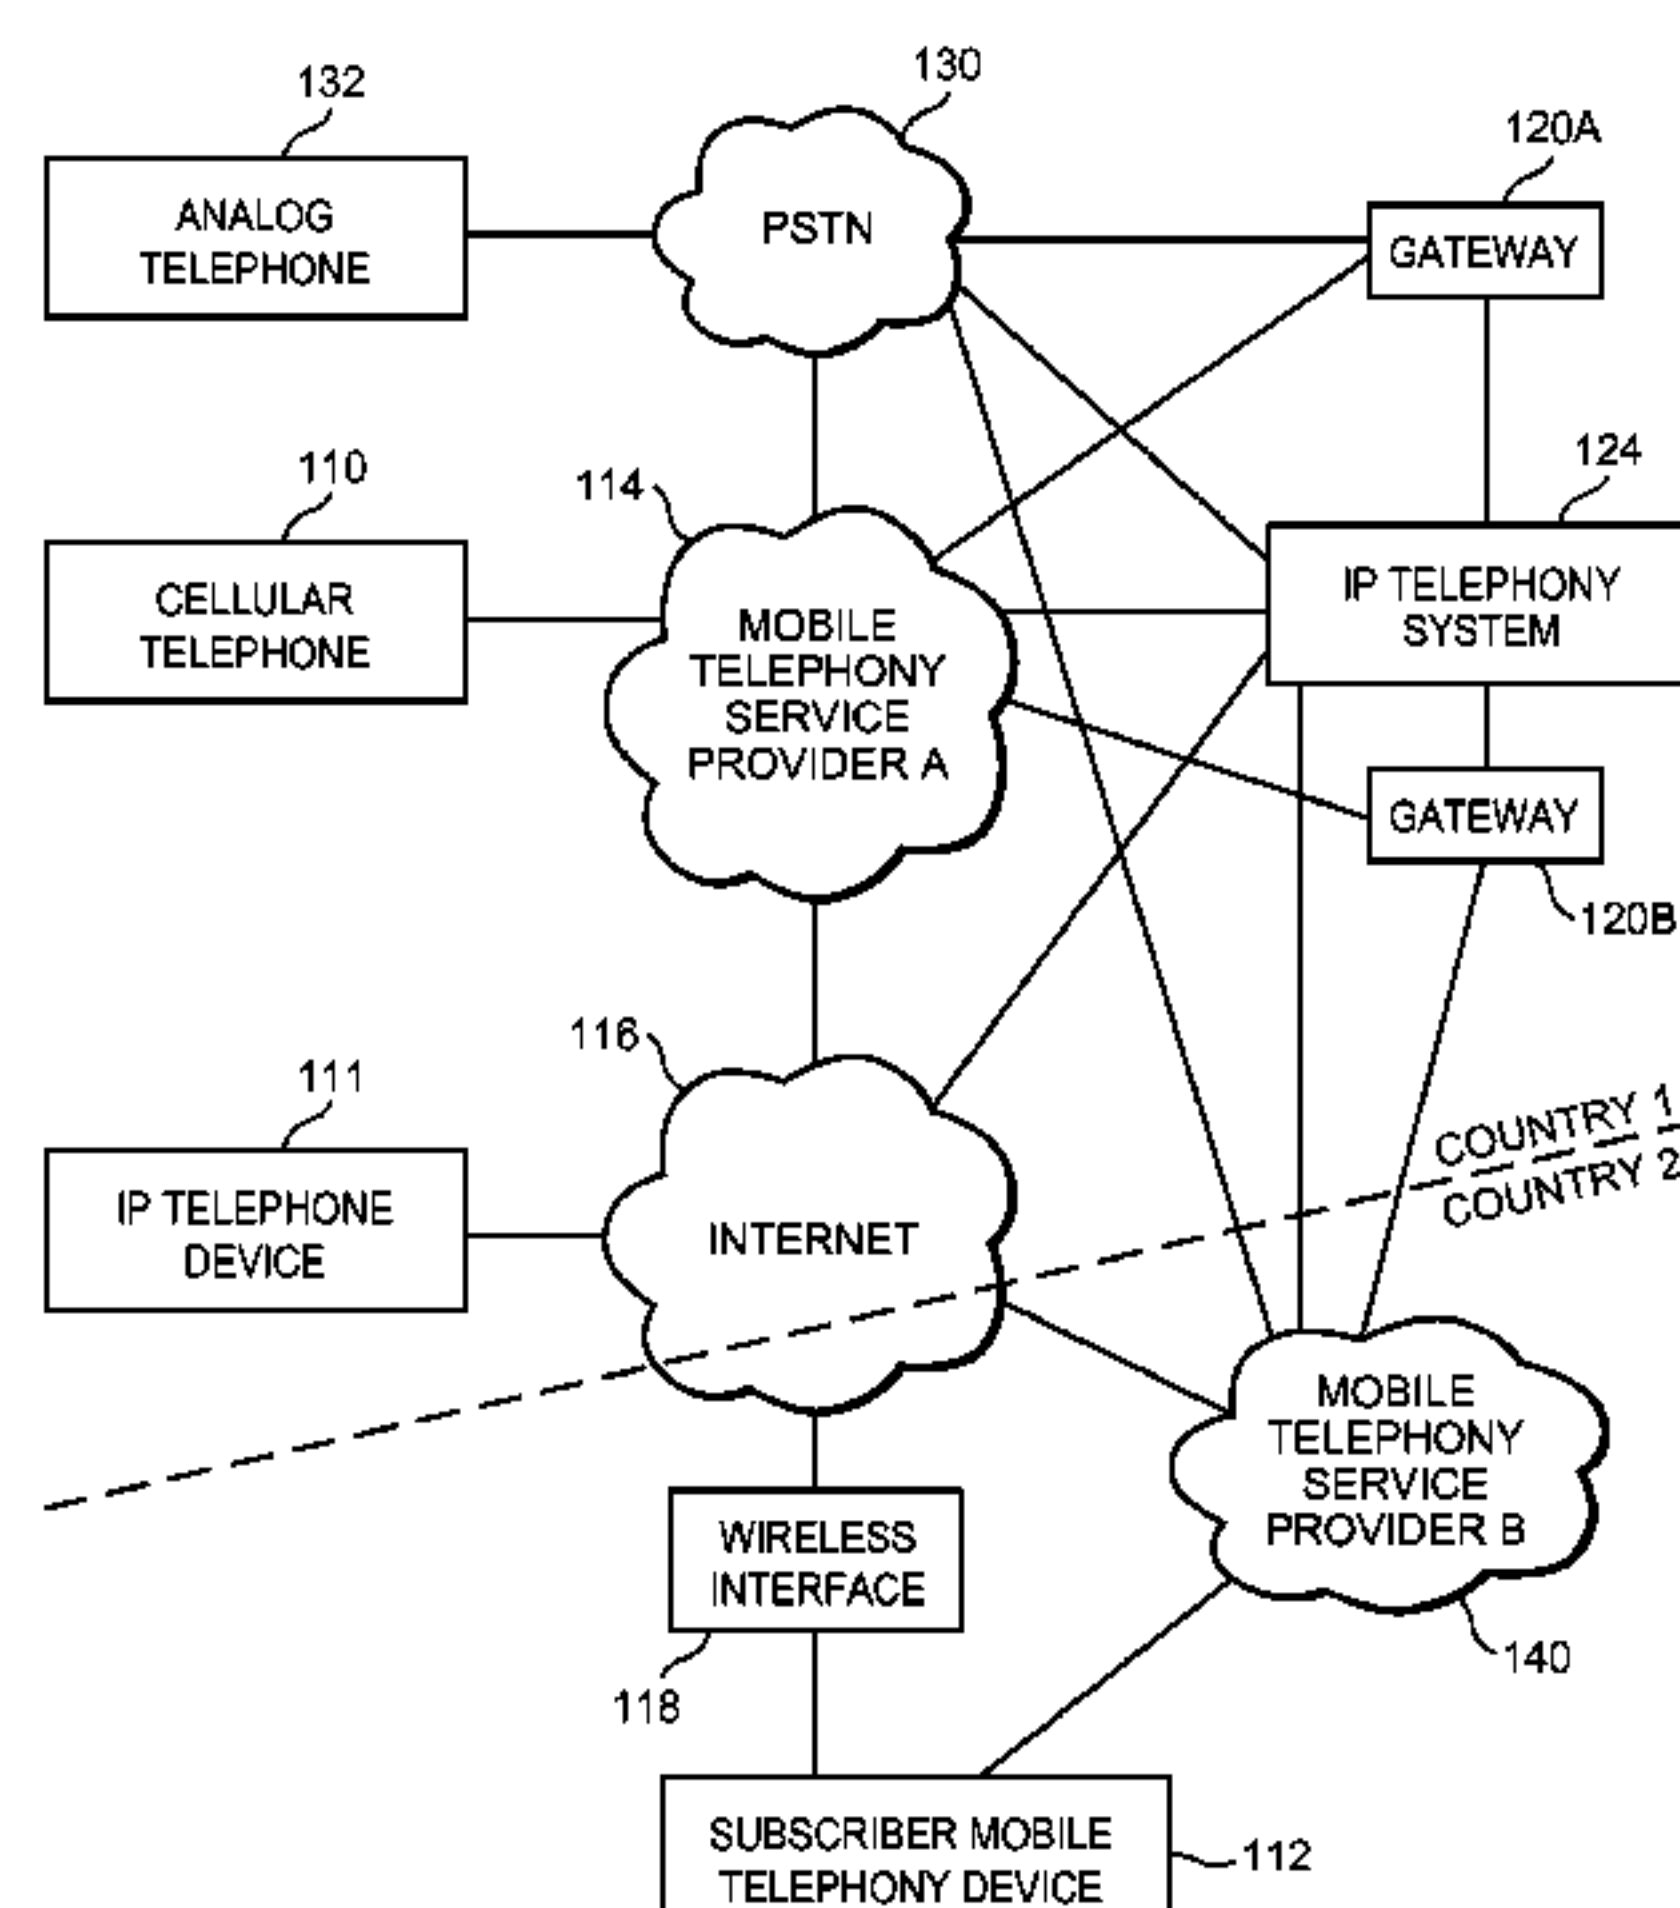 130
132
120A
ANALOG
TELEPHONE
PSTN
GATEWAY
110
114
124
CELLULAR
TELEPHONE
MOBILE
TELEPHONY
SERVICE
PROVIDER A
IP TELEPHONY
SYSTEM
GATEWAY
120B
116
111
COUNTRY 1
COUNTRY 2
IP TELEPHONE
DEVICE
INTERNET
MOBILE
TELEPHONY
SERVICE
PROVIDER B
WIRELESS
INTERFACE
140
118
SUBSCRIBER MOBILE
TELEPHONY DEVICE
112